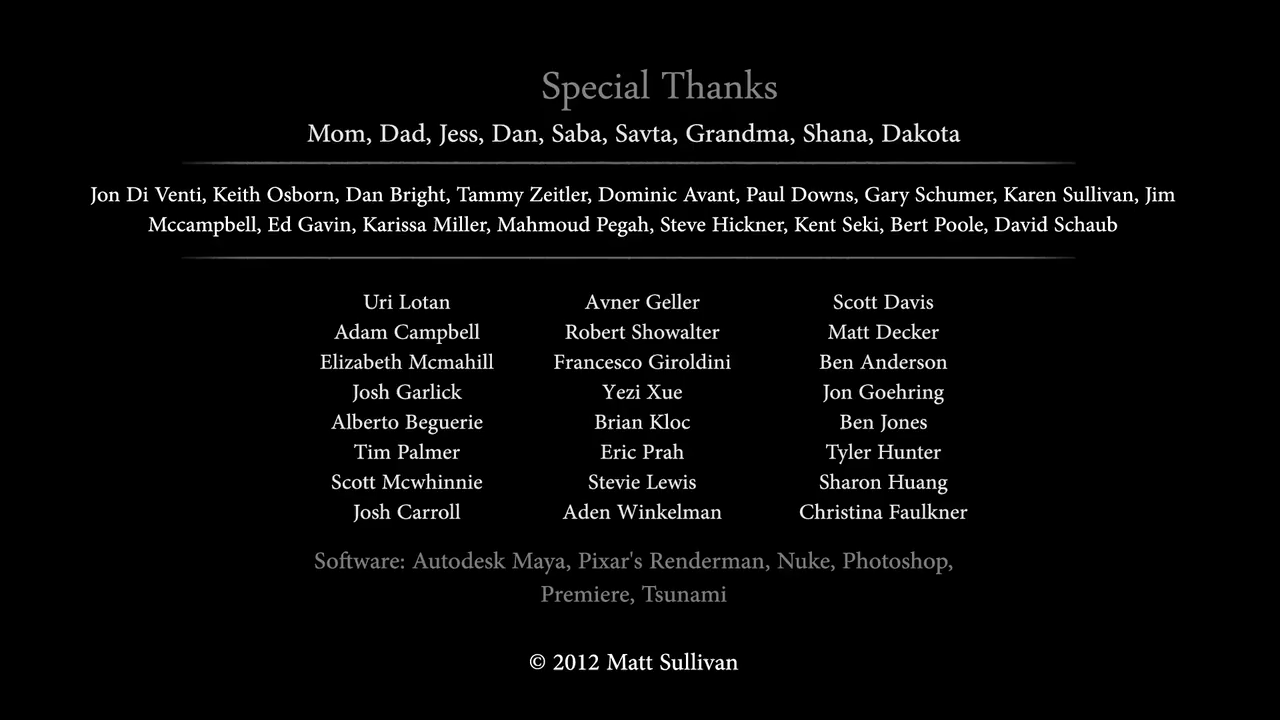 Special Thanks
Mom, Dad, Jess, Dan, Saba, Savta, Grandma, Shana, Dakota
Jon Di Venti, Keith Osborn, Dan Bright, Tammy Zeitler, Dominic Avant, Paul Downs, Gary Schumer, Karen Sullivan, Jim
Mccampbell, Ed Gavin, Karissa Miller, Mahmoud Pegah, Steve Hickner, Kent Seki, Bert Poole, David Schaub
Uri Lotan Avner Geller Scott Davis
Adam Campbell Robert Showalter Matt Decker
Elizabeth Mcmahill Francesco Giroldini Ben Anderson
Josh Garlick Yezi Xue Jon Goehring
Alberto Beguerie Brian Kloc Ben Jones
Tim Palmer Eric Prah Tyler Hunter
Scott Mcwhinnie Stevie Lewis Sharon Huang
Josh Carroll Aden Winkelman Christina Faulkner
Software: Autodesk Maya, Pixar's Renderman, Nuke, Photoshop,
Premiere, Tsunami
© 2012 Matt Sullivan